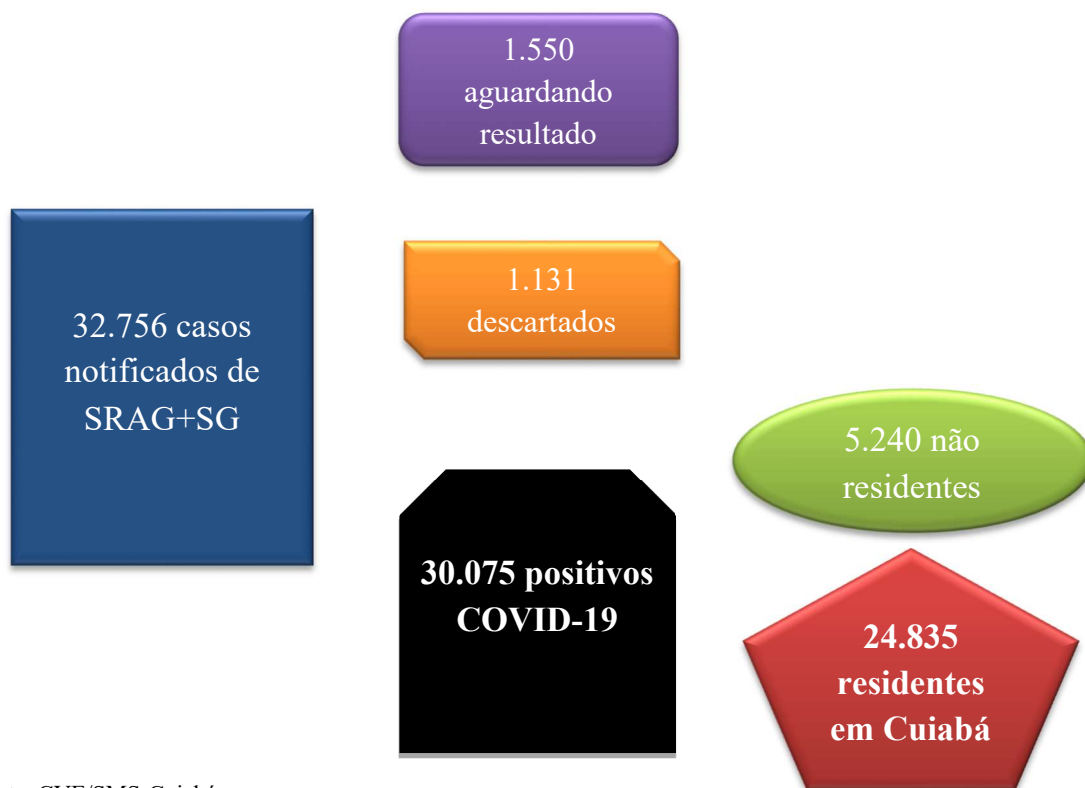 1.550
aguardando
resultado
32.756 casos
notificados de
SRAG+SG
1.131
descartados
30.075 positivos
COVID-19
5.240 não
residentes
24.835
residentes
em Cuiabá